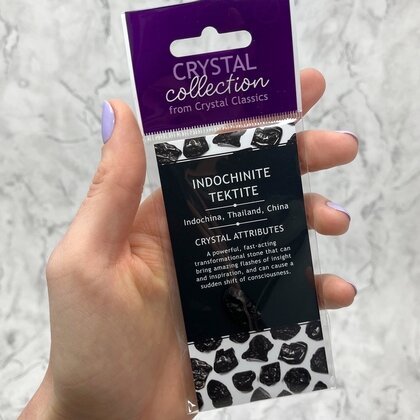 CRYSTAL
collection
from Crystal Classics
INDOCHINITE
TEKTITE
Indochina, Thailand, China
CRYSTAL ATTRIBUTES
A powerful, fast-acting
transformational stone that can
bring amazing flashes of insight
and inspiration, and can cause a
sudden shift of consciousness.